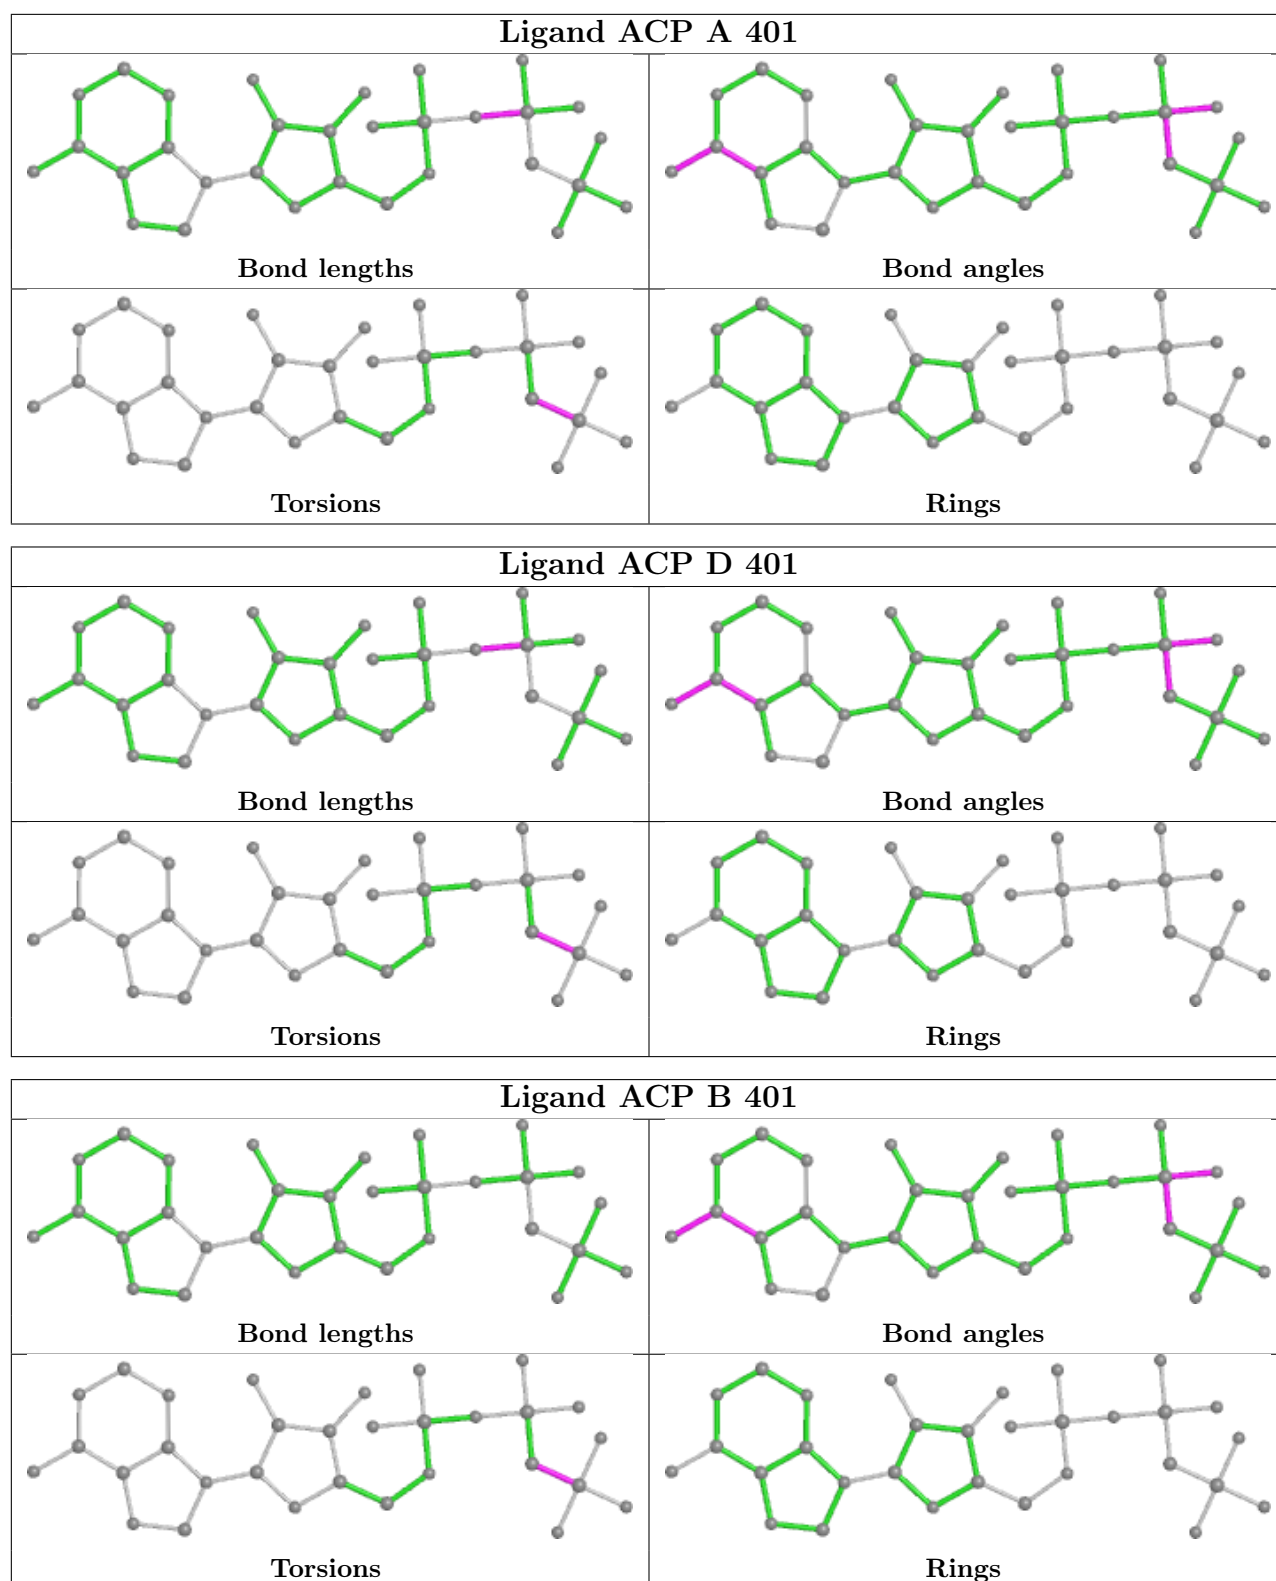 Ligand ACP A 401
Bond lengths
Bond angles
Torsions
Rings
Ligand ACP D 401
Bond lengths
Bond angles
Torsions
Rings
Ligand ACP B 401
Bond lengths
Bond angles
Torsions
Rings